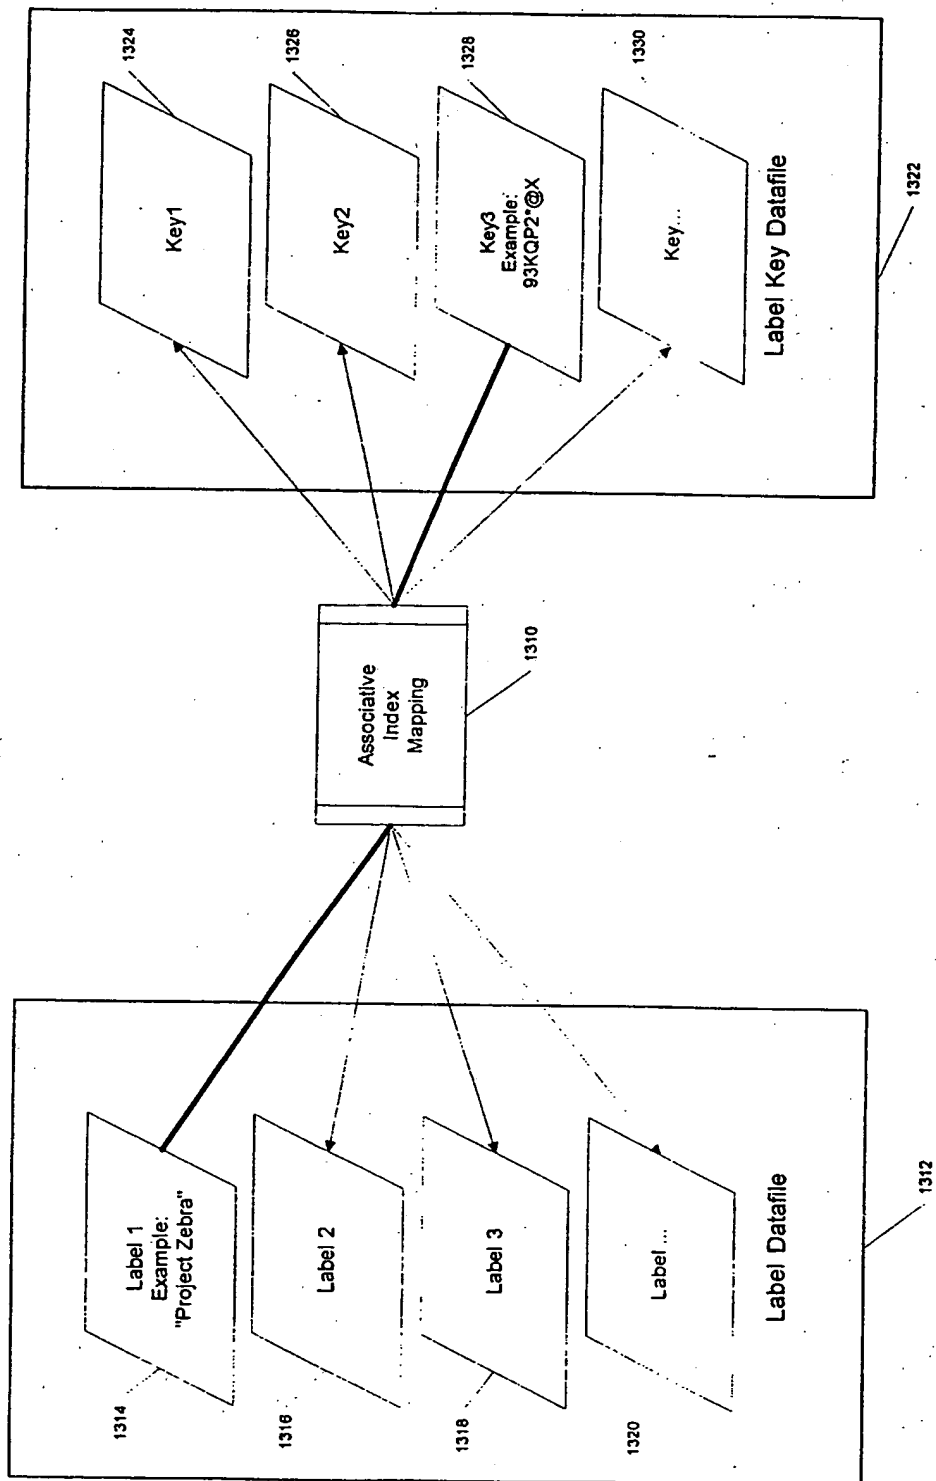 1314
Label 1
Example:
"Project Zebra"
1316
Label 2
1318
Label 3
1320
Label ...
Label Datafile
1312
Associative
Index
Mapping
1310
Key1
1324
Key2
1326
Key3
Example:
93KQP2*@X
1328
Key...
1330
Label Key Datafile
1322